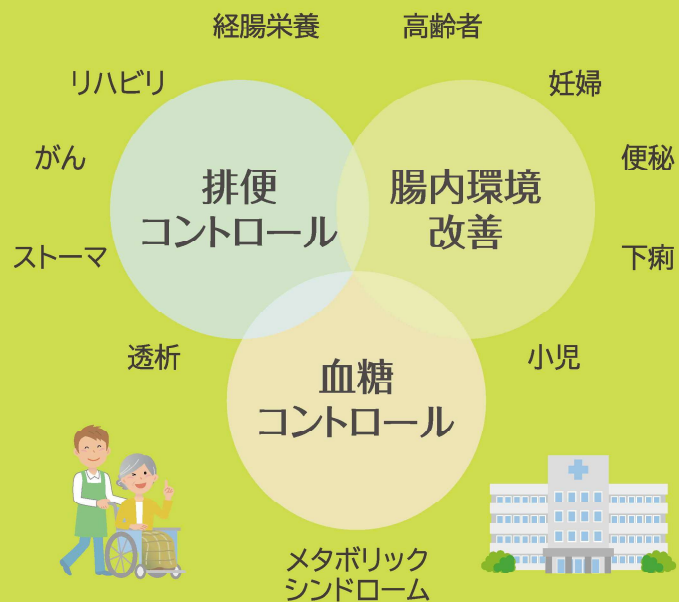 経腸栄養
高齢者
リハビリ
妊婦
がん
便秘
排便
コントロール
腸内環境
改善
ストーマ
下痢
透析
小児
血糖
コントロール
メタボリック
シンドローム